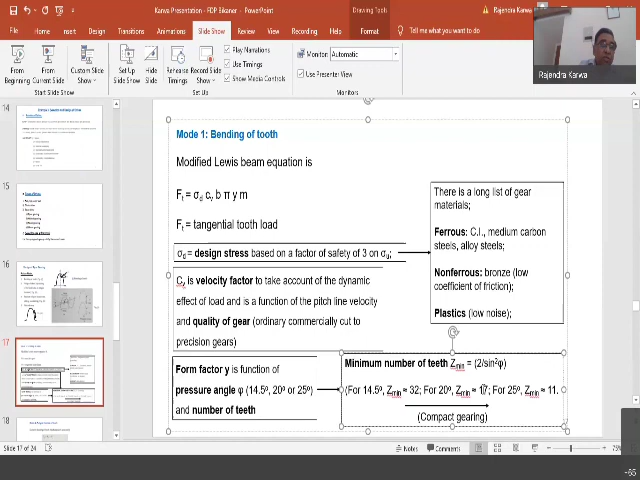 Karwa Presentation - FDP Bikaner - PowerPoint
Drawing Tools
Rajendra Karwa
File Home Insert Design Transitions Animations Slide Show Review View Recording Help Format Tell me what you want to do
From Beginning
From Current Slide
Custom Slide Show
Set Up Slide Show
Hide Slide
Rehearse Timings
Record Slide Show
Play Narrations
Use Timings
Show Media Controls
Monitor: Automatic
Use Presenter View
Start Slide Show
Set Up
Monitors
Rajendra Karwa
14
15
16
17
18
Mode 1: Bending of tooth
Modified Lewis beam equation is
Ft = σd cv b π y m
Ft = tangential tooth load
σd = design stress based on a factor of safety of 3 on σu;
Cv is velocity factor to take account of the dynamic
effect of load and is a function of the pitch line velocity
and quality of gear (ordinary commercially cut to
precision gears)
Form factor y is function of
pressure angle φ (14.5º, 20º or 25º)
and number of teeth
There is a long list of gear
materials;
Ferrous: C.I., medium carbon
steels, alloy steels;
Nonferrous: bronze (low
coefficient of friction);
Plastics (low noise);
Minimum number of teeth Zmin = (2/sin²φ)
(For 14.5º, Zmin ≈ 32; For 20º, Zmin ≈ 17; For 25º, Zmin ≈ 11.
(Compact gearing)
Slide 17 of 24
Notes
Comments
75%
-65